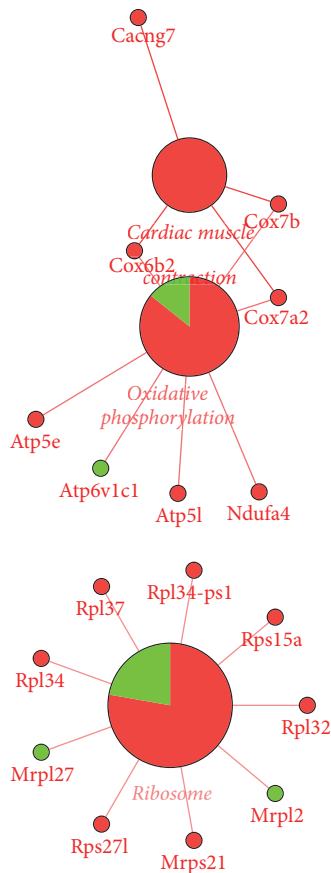 Cacng7
Cox7b
Cardiac muscle
contraction
Cox6b2
Cox7a2
Oxidative
phosphorylation
Atp5e
Atp6v1c1
Atp5l
Ndufa4
Rpl34-ps1
Rpl37
Rps15a
Rpl34
Rpl32
Mrpl27
Ribosome
Mrpl2
Rps27l
Mrps21